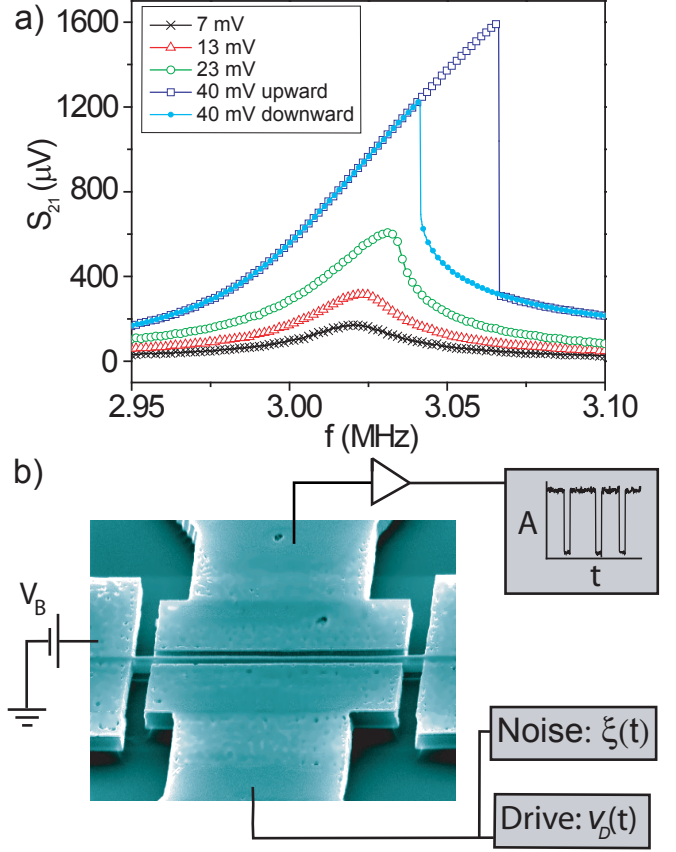 a)
1600
1200
800
400
0
S21 (μV)
7 mV
13 mV
23 mV
40 mV upward
40 mV downward
2.95 3.00 3.05 3.10
f (MHz)
b)
A
t
VB
Noise: ξ(t)
Drive: vD(t)